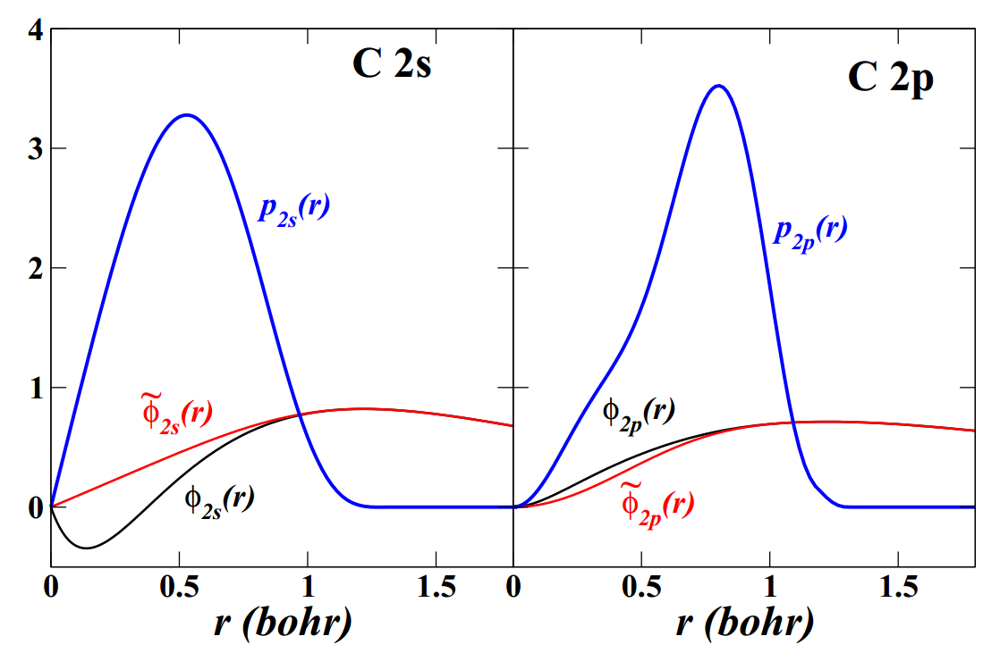 4
3
2
1
0
C 2s
C 2p
p2s(r)
p2p(r)
ϕ̃2s(r)
ϕ2s(r)
ϕ2p(r)
ϕ̃2p(r)
0 0.5 1 1.5 0 0.5 1 1.5
r (bohr) r (bohr)